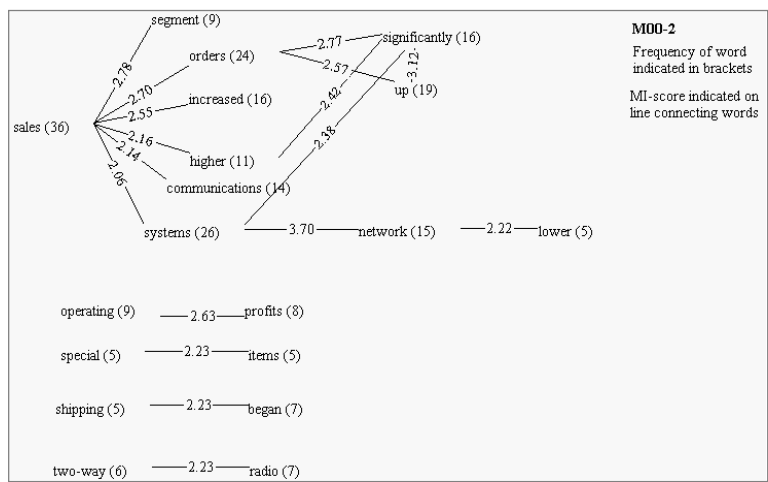 segment (9)
M00-2
significantly (16)
2.77
orders (24)
Frequency of word
indicated in brackets
2.57
3.12
2.78
up (19)
MI-score indicated on
line connecting words
2.70
increased (16)
2.42
2.55
sales (36)
2.16
2.38
2.14
higher (11)
2.06
communications (14)
systems (26)
3.70
network (15)
2.22
lower (5)
operating (9)
2.63
profits (8)
special (5)
2.23
items (5)
shipping (5)
2.23
began (7)
two-way (6)
2.23
radio (7)